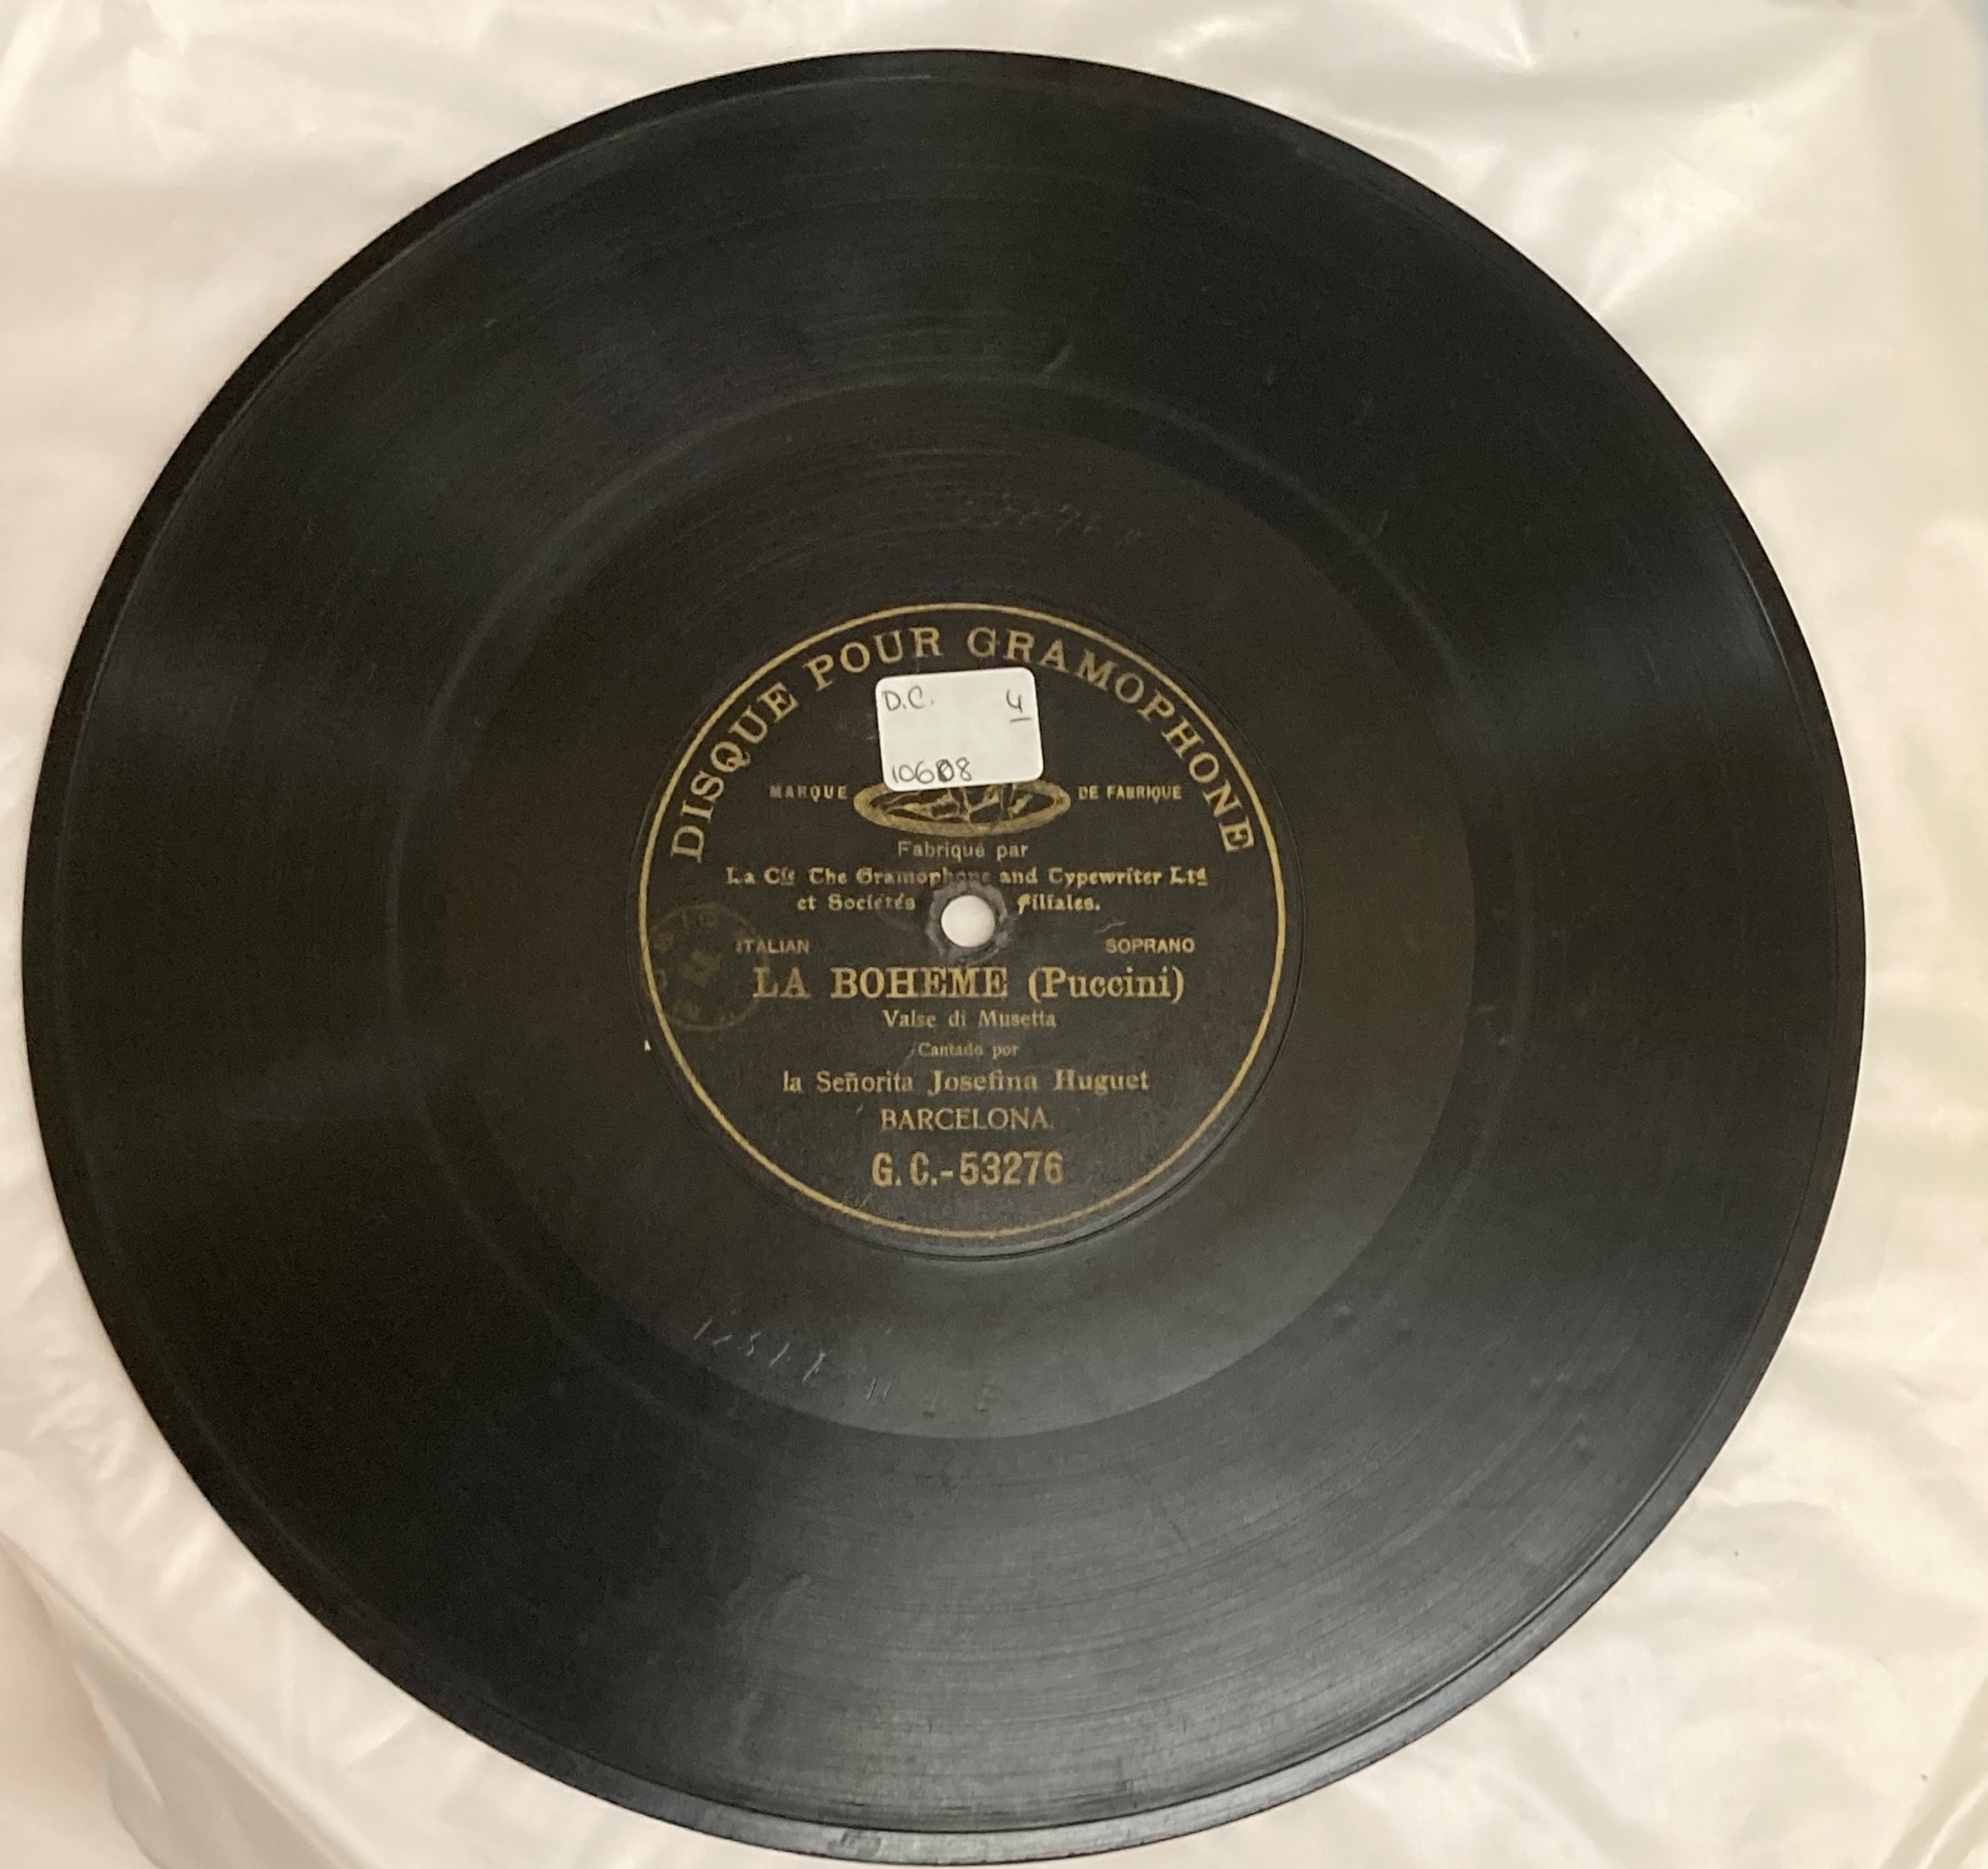 DISQUE POUR GRAMOPHONE
D.C. 4
10608
MARQUE DE FABRIQUE
Fabriqué par
La Cie The Gramophone and Typewriter Ltd
et Sociétés Filiales.
ITALIAN SOPRANO
LA BOHEME (Puccini)
Valse di Musetta
Cantado por
la Señorita Josefina Huguet
BARCELONA.
G.C.-53276